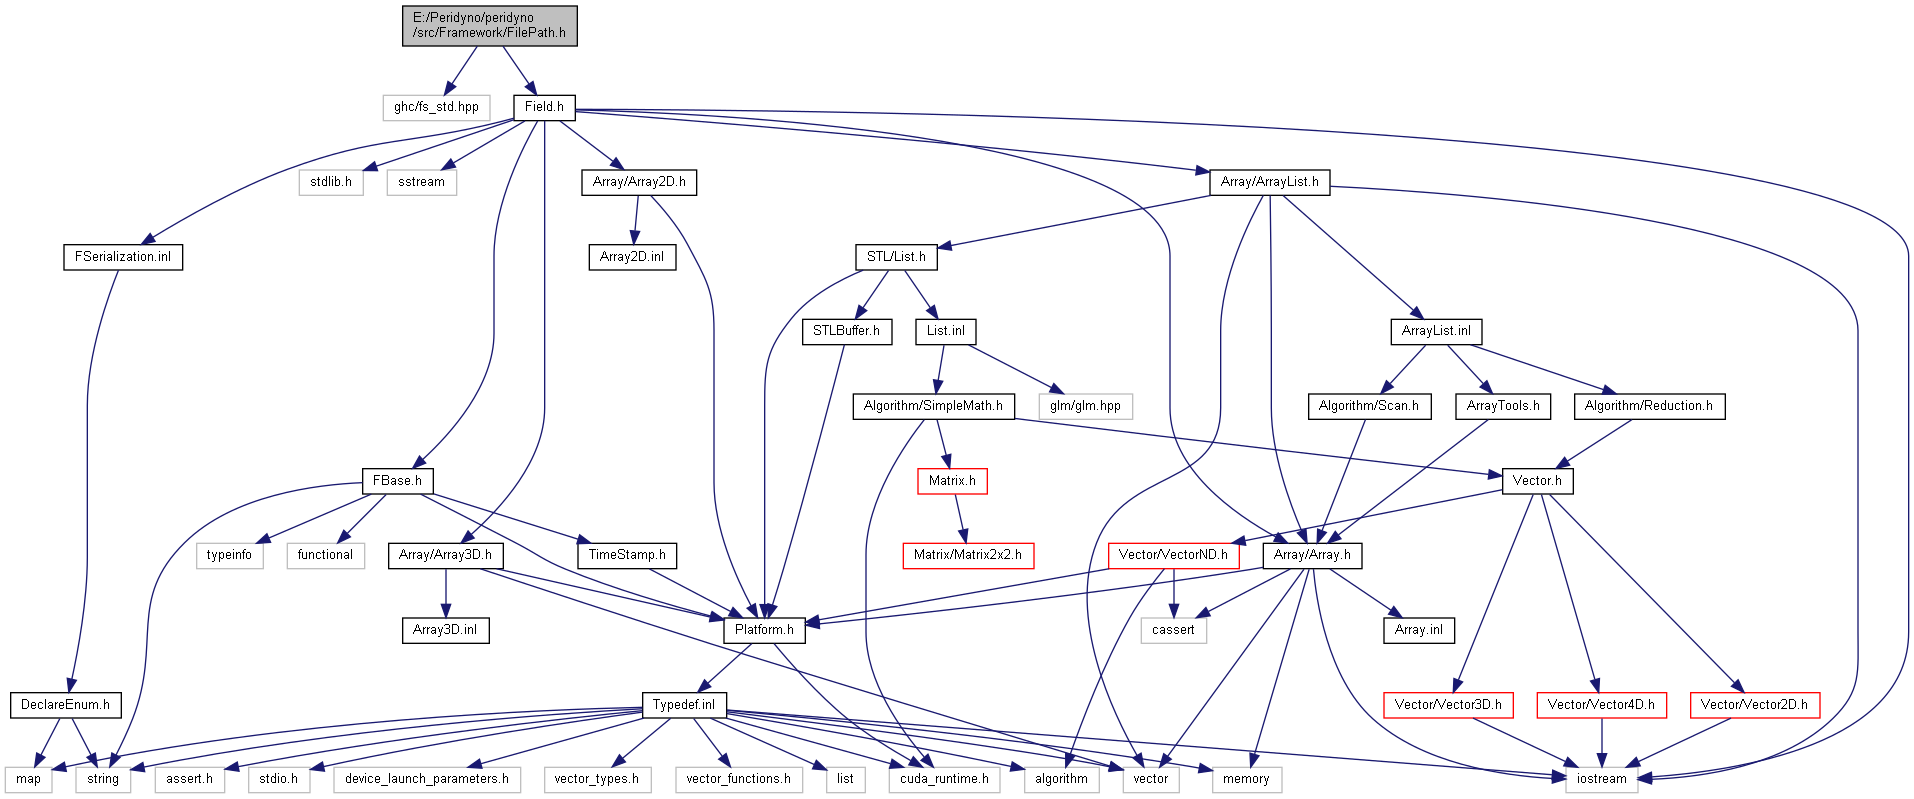 E:/Peridyno/peridyno
/src/Framework/FilePath.h
ghc/fs_std.hpp
Field.h
stdlib.h
sstream
Array/Array2D.h
Array/ArrayList.h
FSerialization.inl
Array2D.inl
STL/List.h
STLBuffer.h
List.inl
ArrayList.inl
Algorithm/SimpleMath.h
glm/glm.hpp
Algorithm/Scan.h
ArrayTools.h
Algorithm/Reduction.h
FBase.h
Matrix.h
Vector.h
typeinfo
functional
Array/Array3D.h
TimeStamp.h
Matrix/Matrix2x2.h
Vector/VectorND.h
Array/Array.h
Array3D.inl
Platform.h
cassert
Array.inl
DeclareEnum.h
Typedef.inl
Vector/Vector3D.h
Vector/Vector4D.h
Vector/Vector2D.h
map
string
assert.h
stdio.h
device_launch_parameters.h
vector_types.h
vector_functions.h
list
cuda_runtime.h
algorithm
vector
memory
iostream